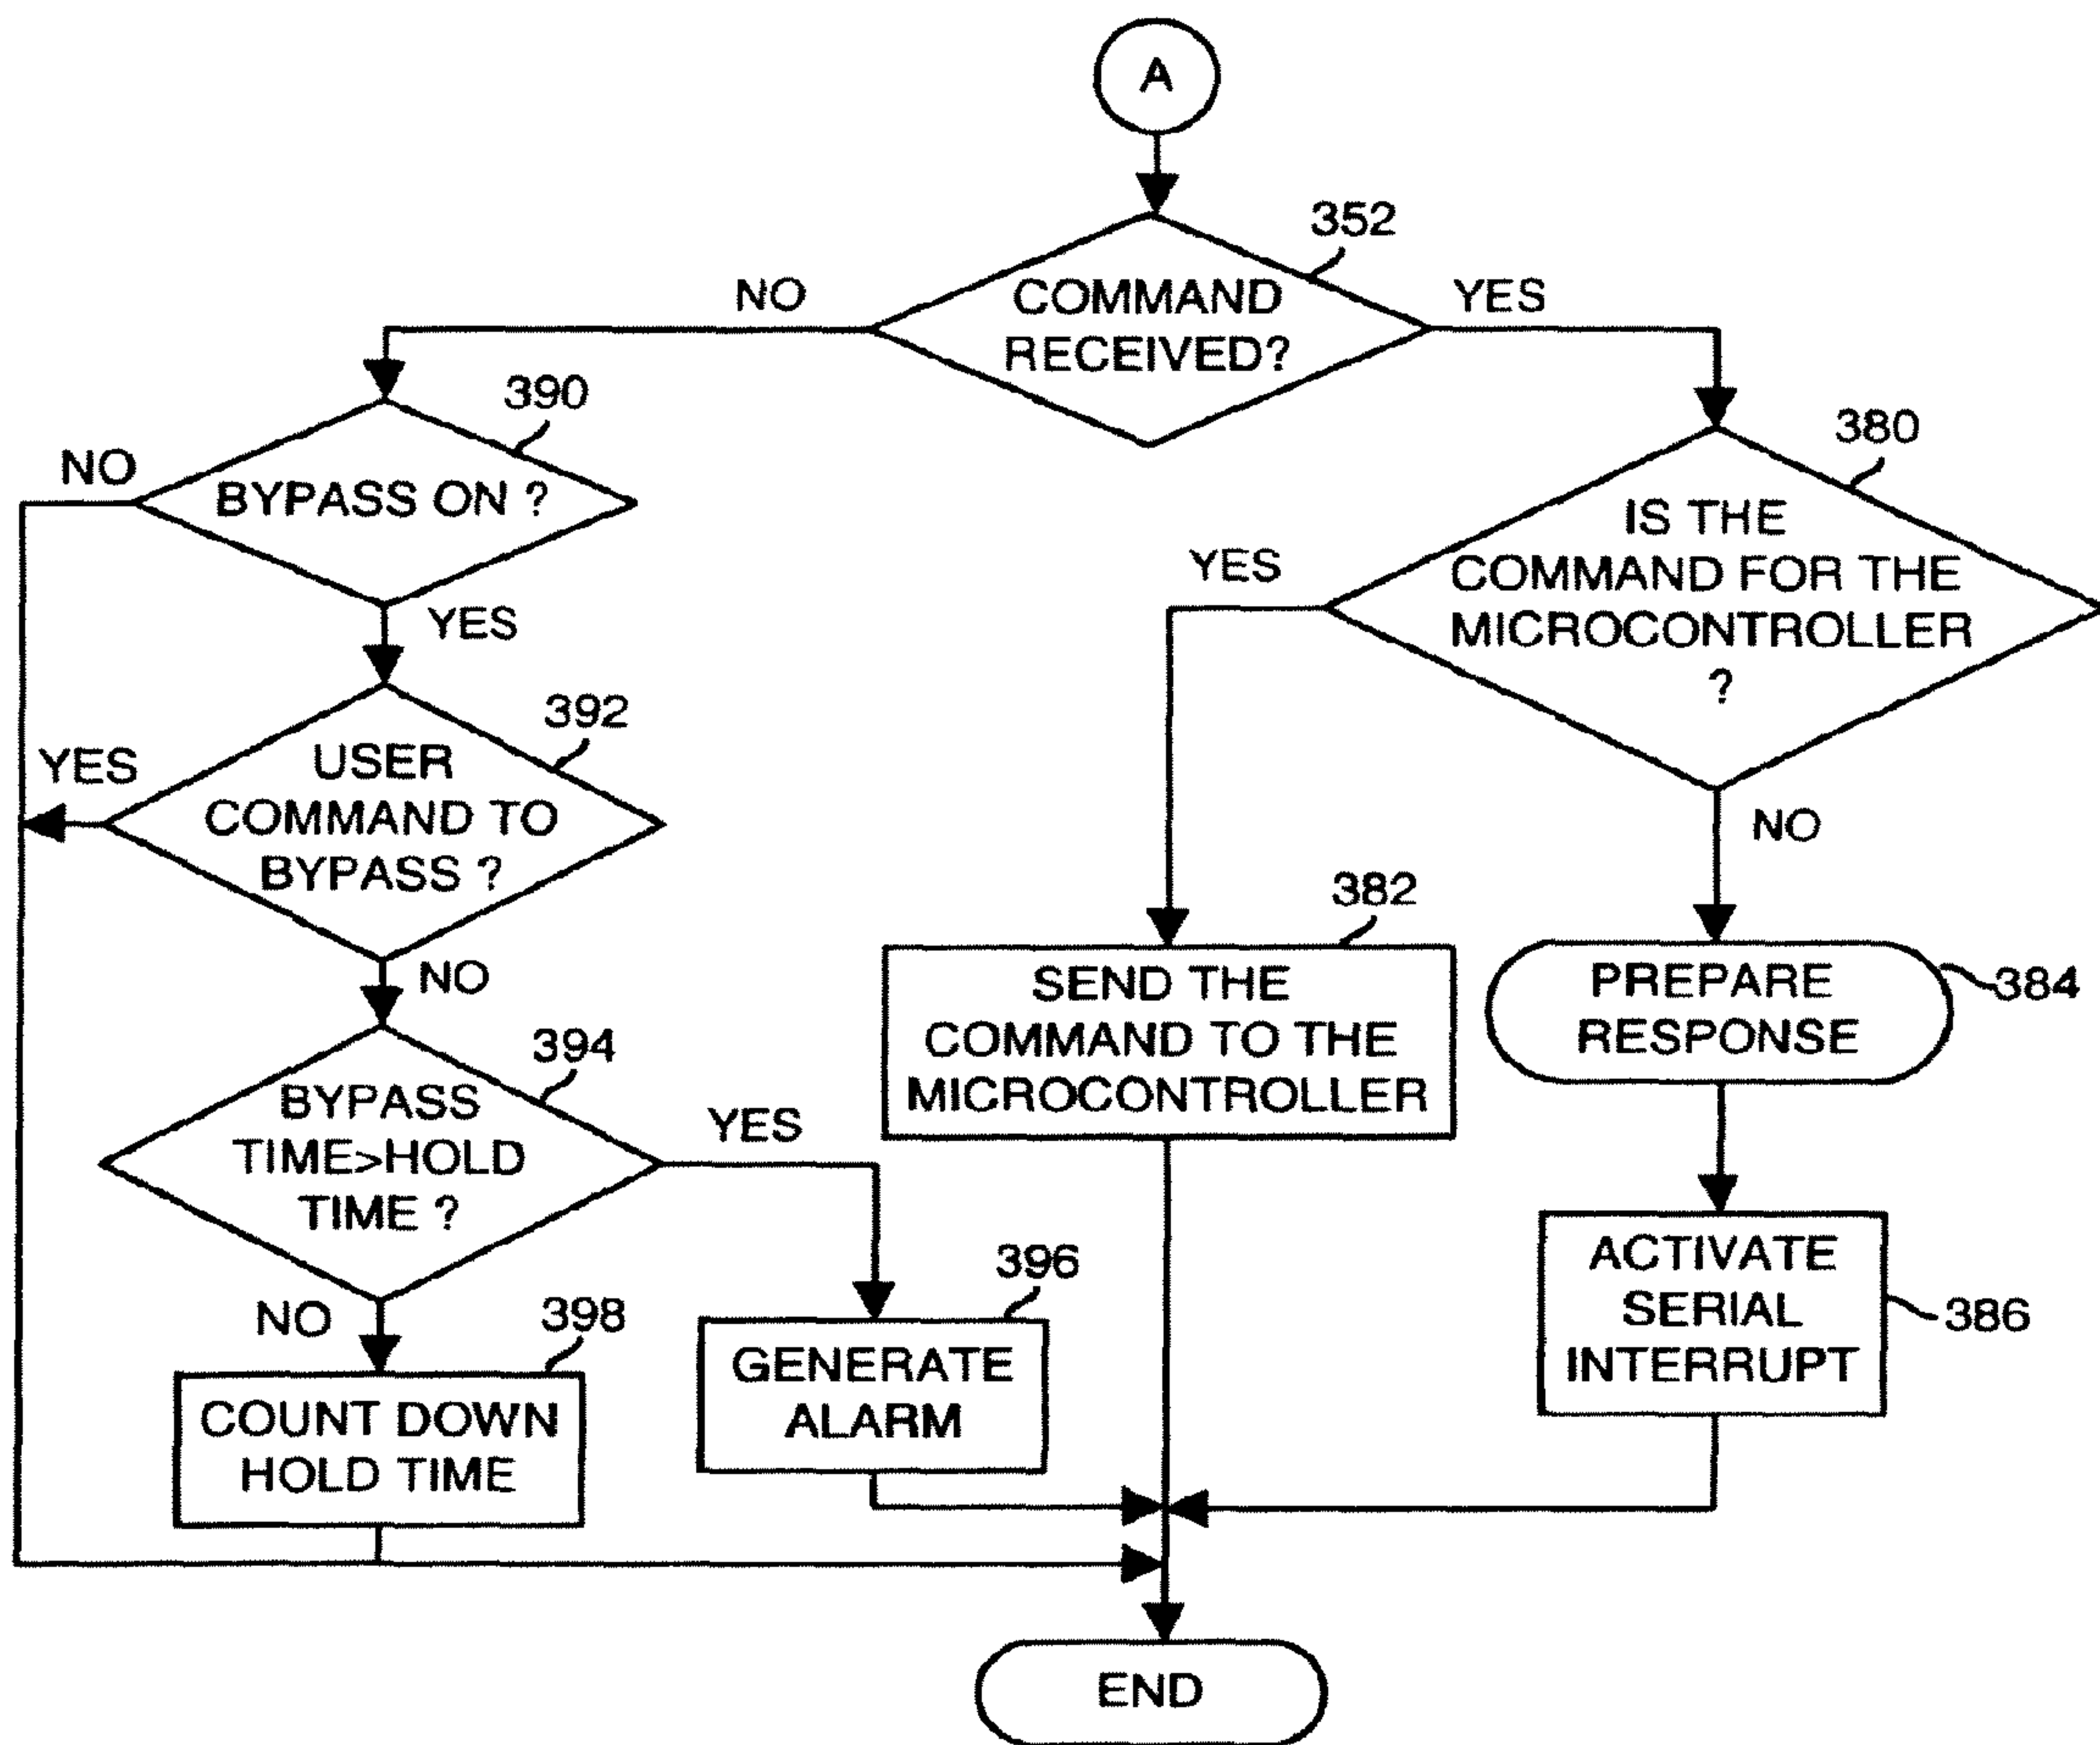 A
352
COMMAND
RECEIVED?
NO
YES
390
BYPASS ON ?
NO
YES
380
IS THE
COMMAND FOR THE
MICROCONTROLLER
?
YES
NO
392
USER
COMMAND TO
BYPASS ?
YES
NO
382
SEND THE
COMMAND TO THE
MICROCONTROLLER
PREPARE
RESPONSE
384
394
BYPASS
TIME>HOLD
TIME ?
YES
NO
396
GENERATE
ALARM
ACTIVATE
SERIAL
INTERRUPT
386
398
COUNT DOWN
HOLD TIME
END